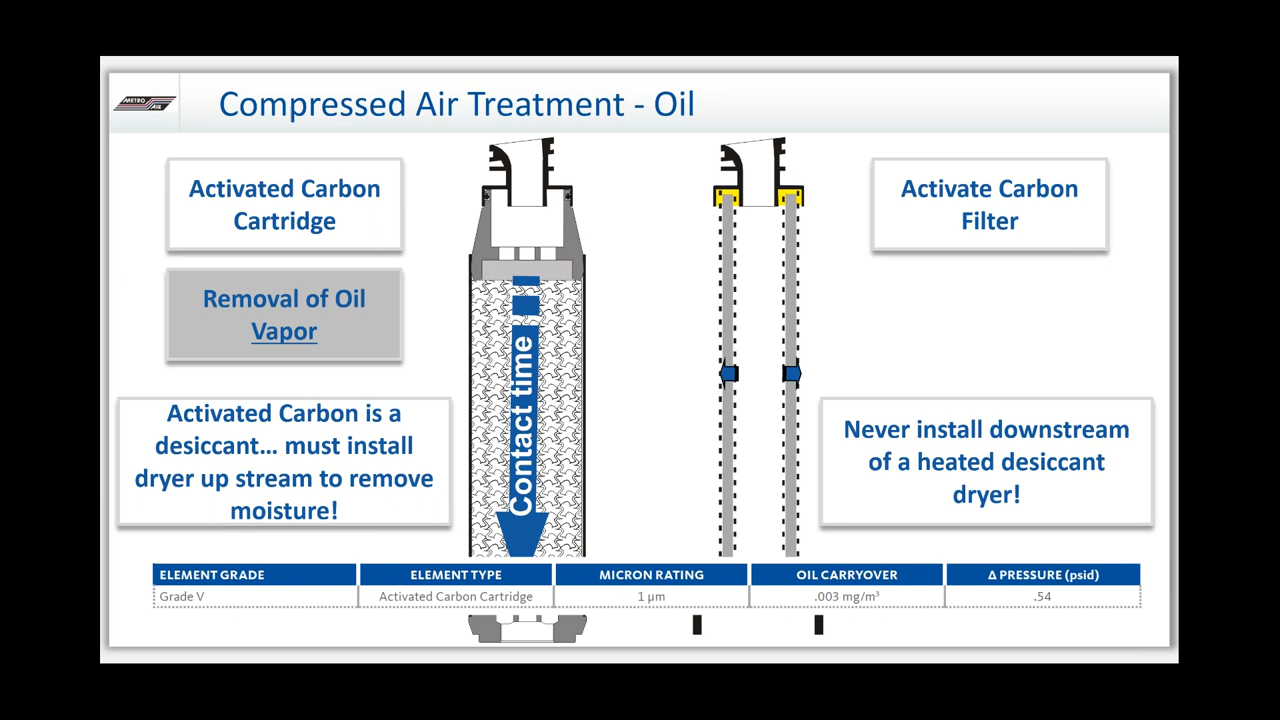 METRO
AIR
Compressed Air Treatment - Oil
Activated Carbon
Cartridge
Removal of Oil
Vapor
Activated Carbon is a
desiccant… must install
dryer up stream to remove
moisture!
Contact time
Activate Carbon
Filter
Never install downstream
of a heated desiccant
dryer!
ELEMENT GRADE ELEMENT TYPE MICRON RATING OIL CARRYOVER Δ PRESSURE (psid)
Grade V Activated Carbon Cartridge 1 µm .003 mg/m³ .54